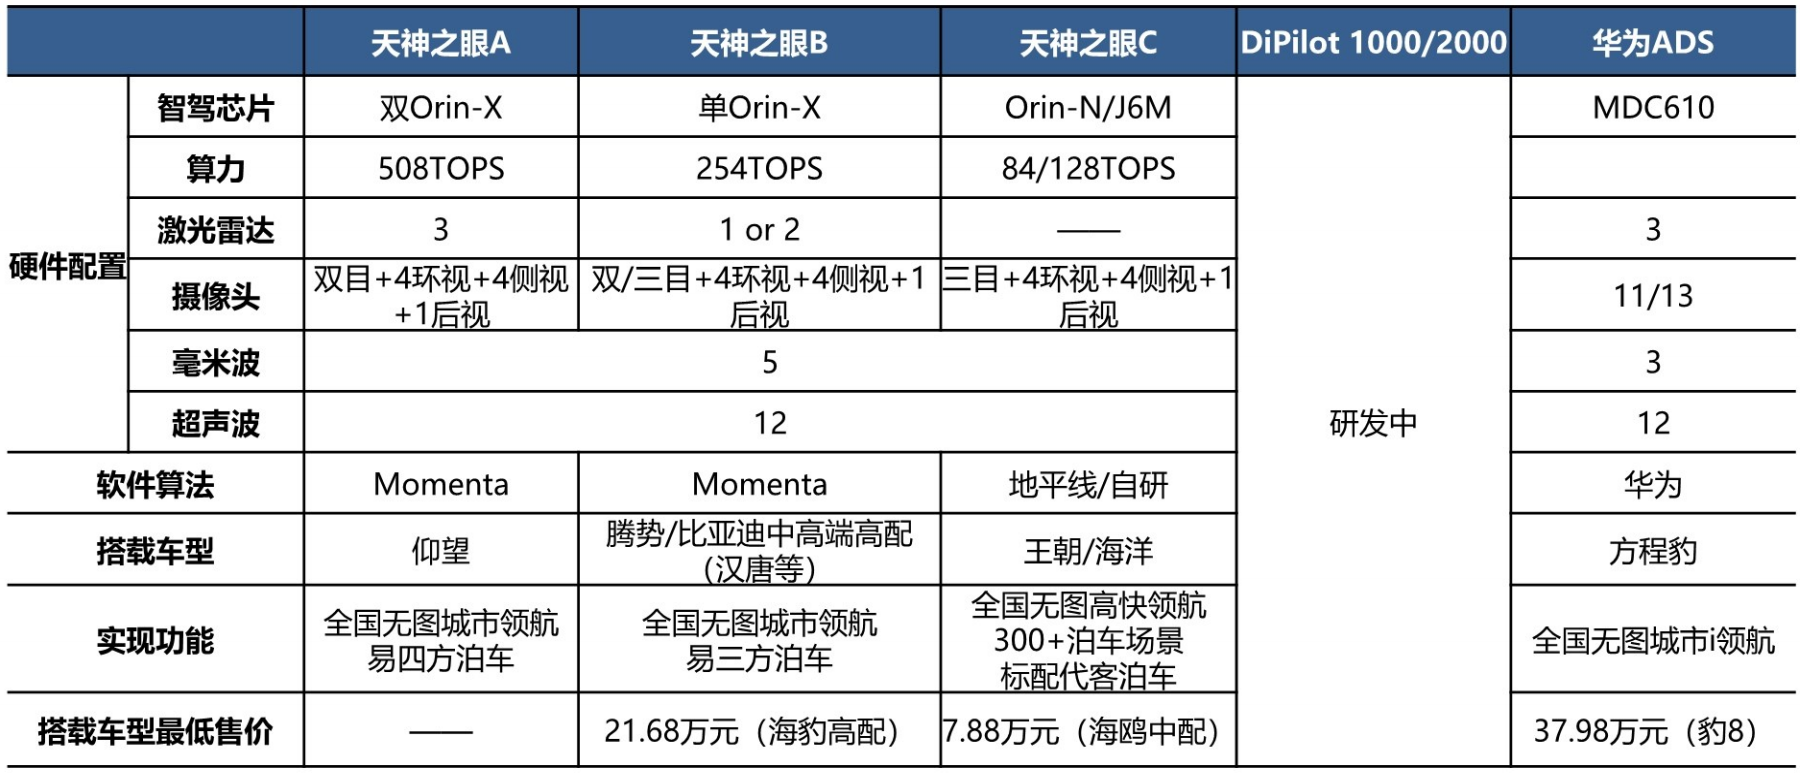 天神之眼A 天神之眼B 天神之眼C DiPilot 1000/2000 华为ADS
硬件配置
智驾芯片 双Orin-X 单Orin-X Orin-N/J6M MDC610
算力 508TOPS 254TOPS 84/128TOPS
激光雷达 3 1 or 2 —— 3
摄像头 双目+4环视+4侧视 双/三目+4环视+4侧视+1 三目+4环视+4侧视+1 11/13
+1后视 后视 后视
毫米波 5 3
超声波 12 研发中 12
软件算法 Momenta Momenta 地平线/自研 华为
搭载车型 仰望 腾势/比亚迪中高端高配 王朝/海洋 方程豹
（汉唐等）
实现功能 全国无图城市领航 全国无图城市领航 全国无图高快领航 全国无图城市i领航
易四方泊车 易三方泊车 300+泊车场景
标配代客泊车
搭载车型最低售价 —— 21.68万元（海豹高配） 7.88万元（海鸥中配） 37.98万元（豹8）